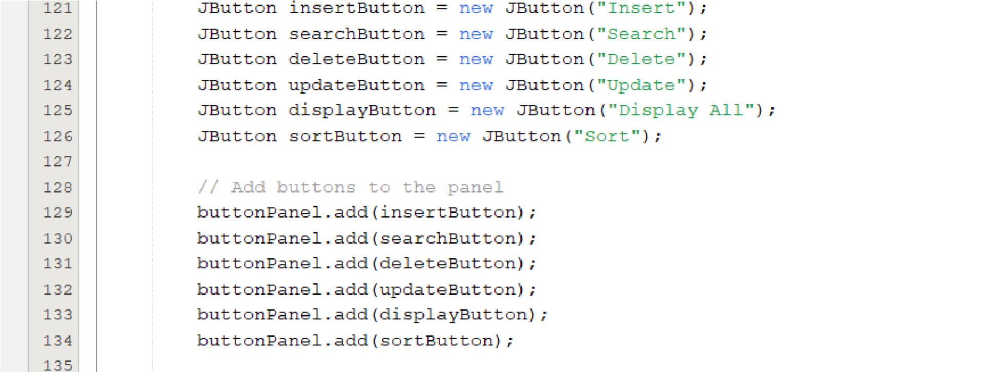 121 JButton insertButton = new JButton("Insert");
122 JButton searchButton = new JButton("Search");
123 JButton deleteButton = new JButton("Delete");
124 JButton updateButton = new JButton("Update");
125 JButton displayButton = new JButton("Display All");
126 JButton sortButton = new JButton("Sort");
127
128 // Add buttons to the panel
129 buttonPanel.add(insertButton);
130 buttonPanel.add(searchButton);
131 buttonPanel.add(deleteButton);
132 buttonPanel.add(updateButton);
133 buttonPanel.add(displayButton);
134 buttonPanel.add(sortButton);
135